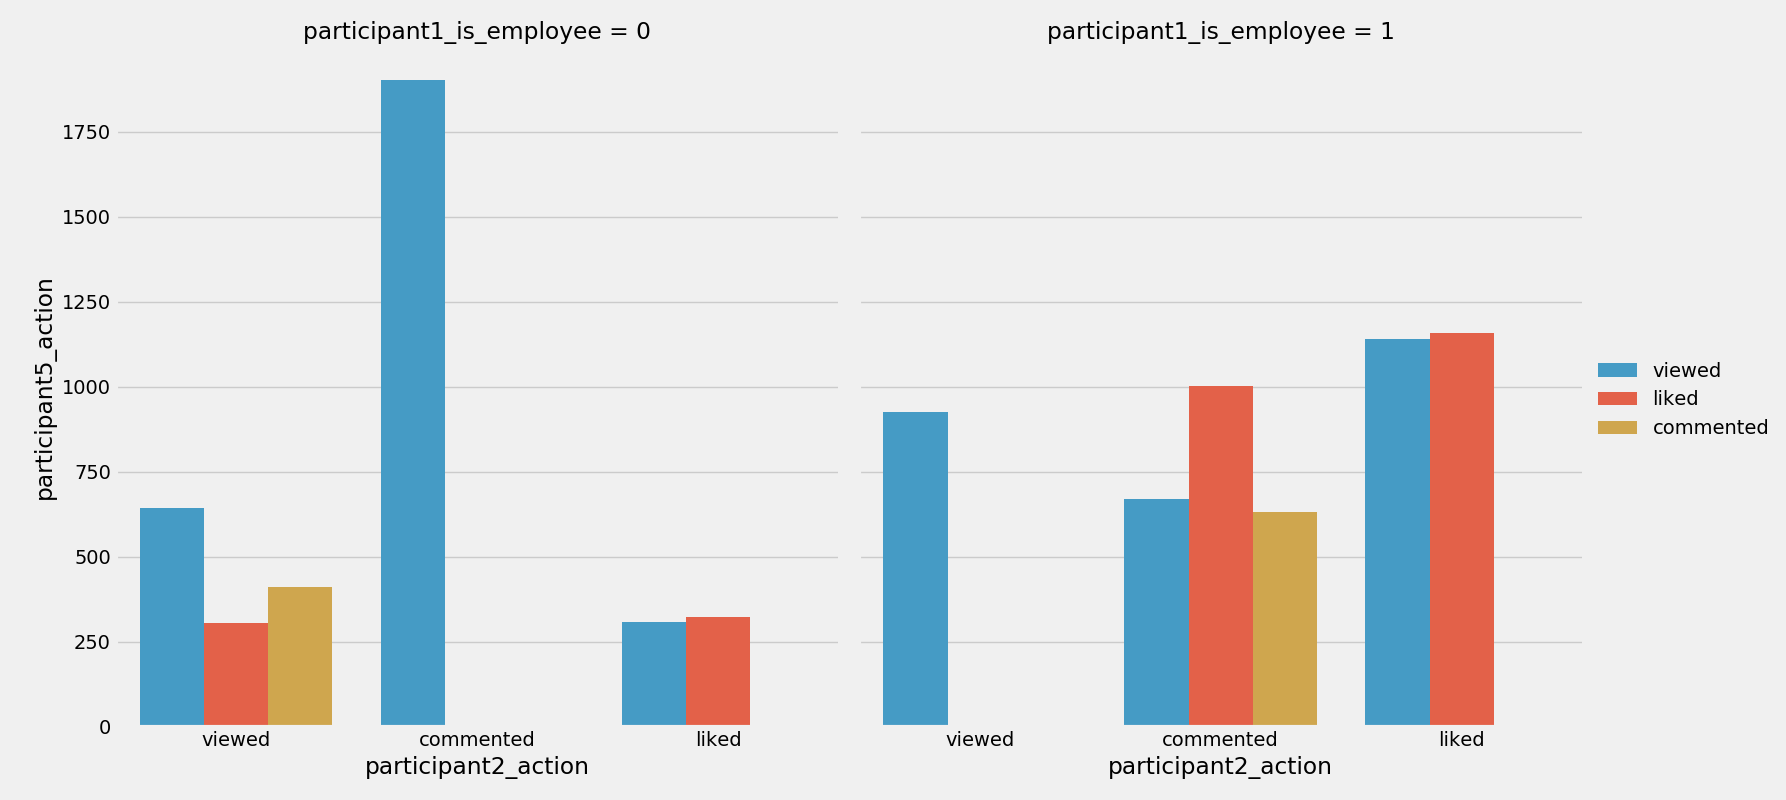 participant1_is_employee = 0
participant1_is_employee = 1
participant5_action
1750
1500
1250
1000
750
500
250
0
viewed
commented
liked
participant2_action
viewed
commented
liked
participant2_action
viewed
liked
commented